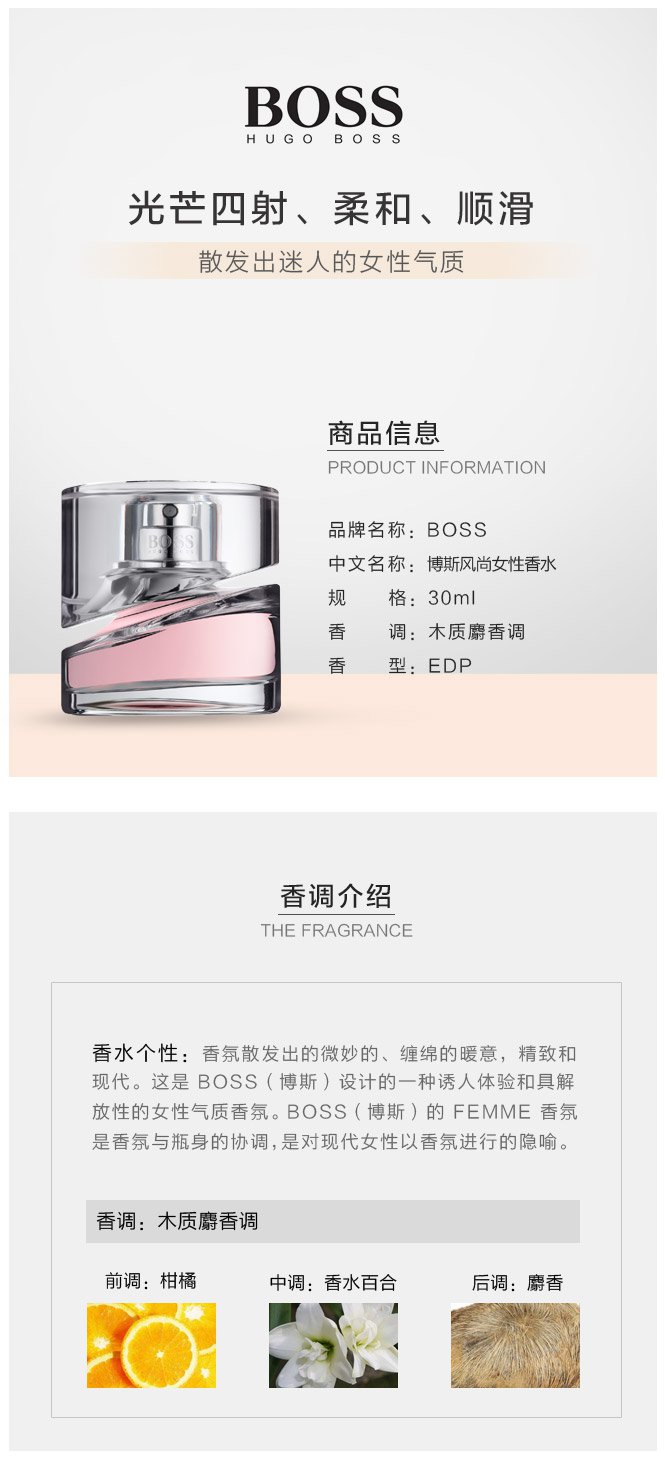 BOSS
HUGO BOSS
光芒四射、柔和、顺滑
散发出迷人的女性气质
商品信息
PRODUCT INFORMATION
BOSS
品牌名称：BOSS
中文名称：博斯风尚女性香水
规 格：30ml
香 调：木质麝香调
香 型：EDP
香调介绍
THE FRAGRANCE
香水个性：香氛散发出的微妙的、缠绵的暖意，精致和
现代。这是 BOSS（博斯）设计的一种诱人体验和具解
放性的女性气质香氛。BOSS（博斯）的 FEMME 香氛
是香氛与瓶身的协调，是对现代女性以香氛进行的隐喻。
香调：木质麝香调
前调：柑橘
中调：香水百合
后调：麝香